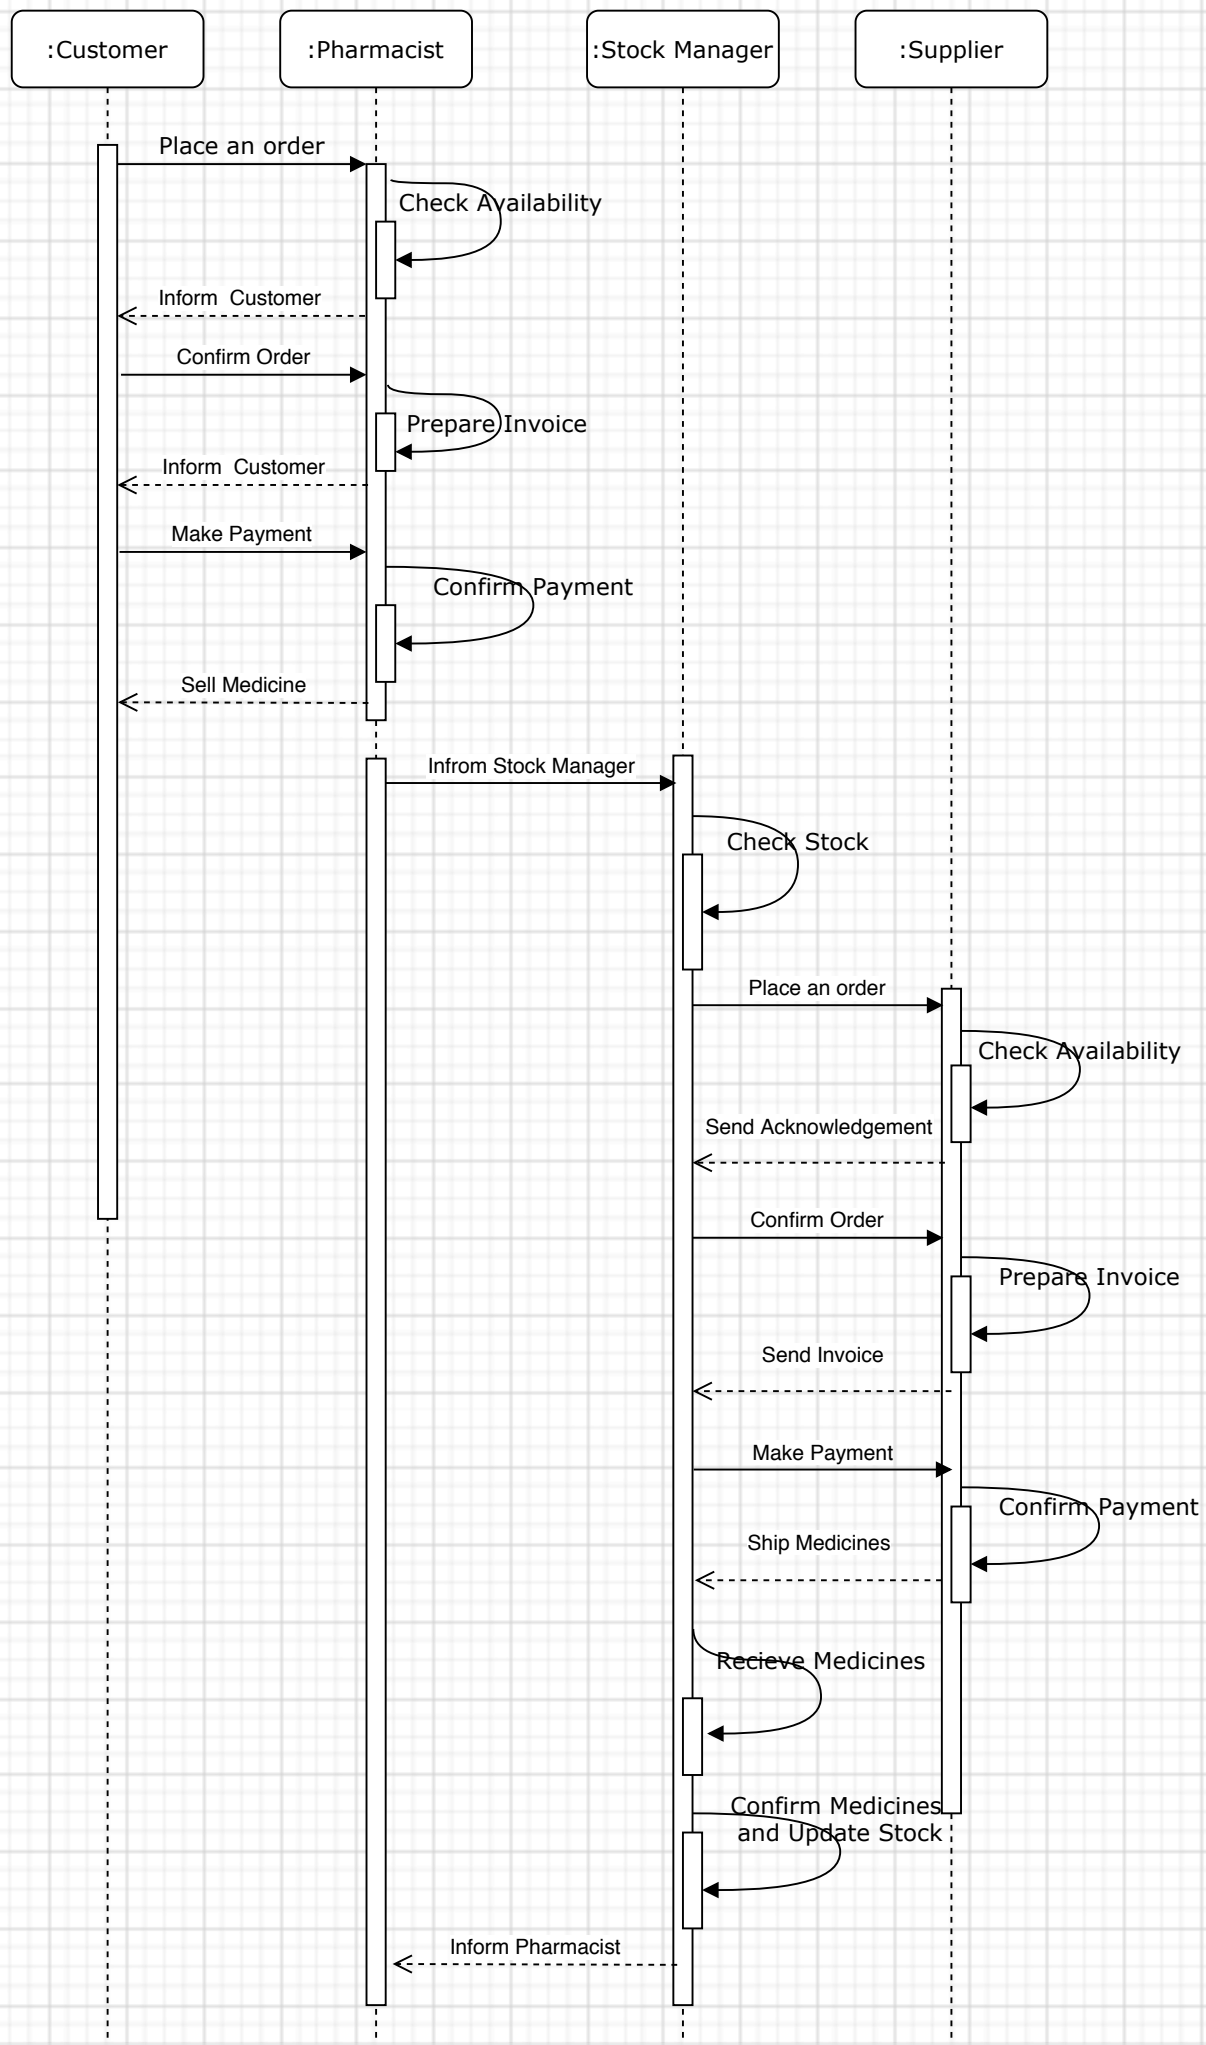 :Customer
:Pharmacist
:Stock Manager
:Supplier
Place an order
Check Availability
Inform  Customer
Confirm Order
Prepare Invoice
Inform  Customer
Make Payment
Confirm Payment
Sell Medicine
Infrom Stock Manager
Check Stock
Place an order
Check Availability
Send Acknowledgement
Confirm Order
Prepare Invoice
Send Invoice
Make Payment
Confirm Payment
Ship Medicines
Recieve Medicines
Confirm Medicines
and Update Stock
Inform Pharmacist